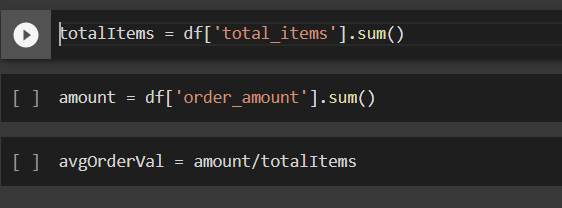 totalItems = df['total_items'].sum()
[ ] amount = df['order_amount'].sum()
[ ] avgOrderVal = amount/totalItems